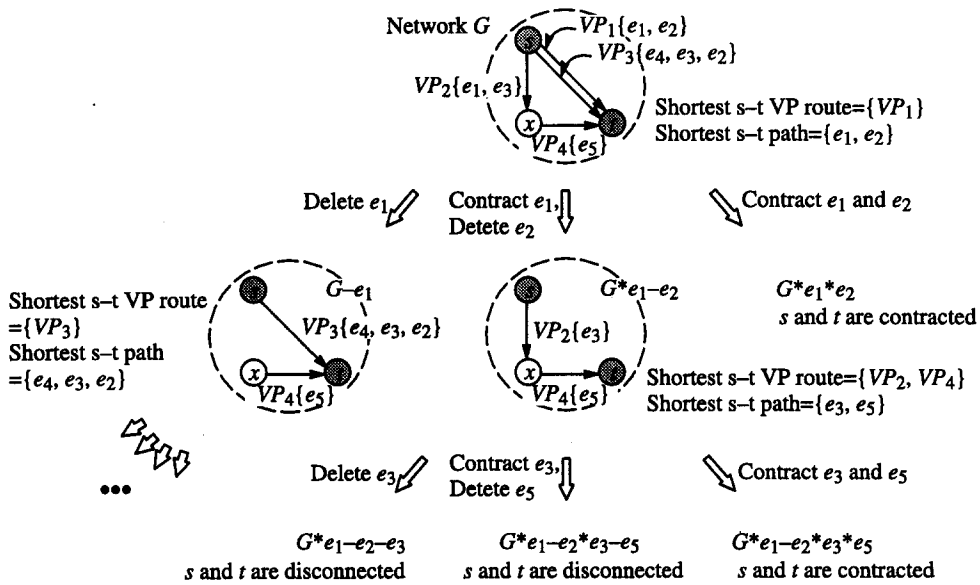 Network G
s
VP1{e1, e2}
VP3{e4, e3, e2}
VP2{e1, e3}
x
t
VP4{e5}
Shortest s–t VP route={VP1}
Shortest s–t path={e1, e2}
Delete e1
Contract e1,
Detete e2
Contract e1 and e2
Shortest s–t VP route
={VP3}
Shortest s–t path
={e4, e3, e2}
G–e1
VP3{e4, e3, e2}
x
VP4{e5}
G*e1–e2
s
VP2{e3}
x
t
VP4{e5}
G*e1*e2
s and t are contracted
Shortest s–t VP route={VP2, VP4}
Shortest s–t path={e3, e5}
•••
Delete e3
Contract e3,
Detete e5
Contract e3 and e5
G*e1–e2–e3
s and t are disconnected
G*e1–e2*e3–e5
s and t are disconnected
G*e1–e2*e3*e5
s and t are contracted